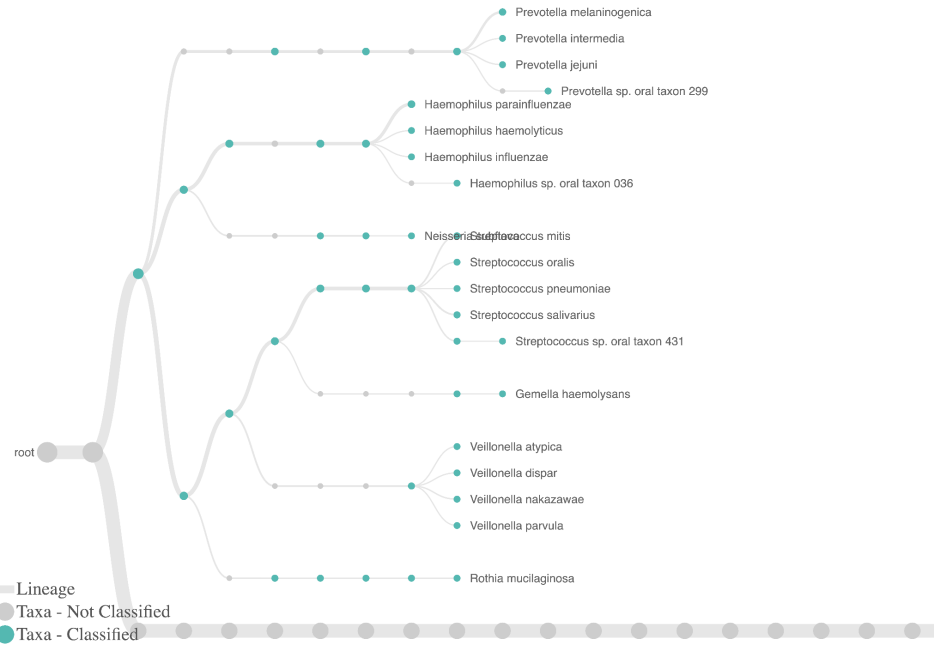 Prevotella melaninogenica
Prevotella intermedia
Prevotella jejuni
Prevotella sp. oral taxon 299
Haemophilus parainfluenzae
Haemophilus haemolyticus
Haemophilus influenzae
Haemophilus sp. oral taxon 036
Neisseria subflava
Streptococcus mitis
Streptococcus oralis
Streptococcus pneumoniae
Streptococcus salivarius
Streptococcus sp. oral taxon 431
Gemella haemolysans
root
Veillonella atypica
Veillonella dispar
Veillonella nakazawae
Veillonella parvula
Rothia mucilaginosa
Lineage
Taxa - Not Classified
Taxa - Classified